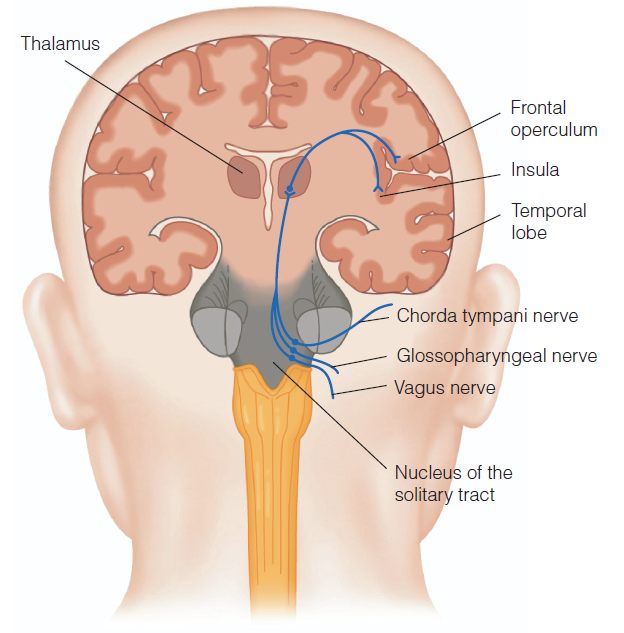 Thalamus
Frontal
operculum
Insula
Temporal
lobe
Chorda tympani nerve
Glossopharyngeal nerve
Vagus nerve
Nucleus of the
solitary tract